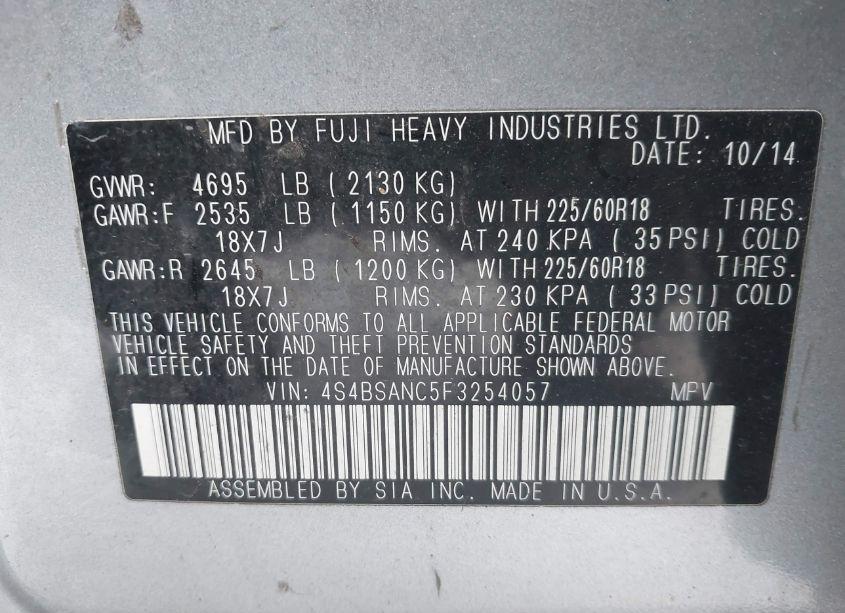 MFD BY FUJI HEAVY INDUSTRIES LTD.
DATE: 10/14
GVWR: 4695 LB ( 2130 KG)
GAWR:F 2535 LB ( 1150 KG) WITH 225/60R18 TIRES.
18X7J RIMS. AT 240 KPA ( 35 PSI) COLD
GAWR:R 2645 LB ( 1200 KG) WITH 225/60R18 TIRES.
18X7J RIMS. AT 230 KPA ( 33 PSI) COLD
THIS VEHICLE CONFORMS TO ALL APPLICABLE FEDERAL MOTOR
VEHICLE SAFETY AND THEFT PREVENTION STANDARDS
IN EFFECT ON THE DATE OF MANUFACTURE SHOWN ABOVE.
VIN: 4S4BSANC5F3254057 MPV
ASSEMBLED BY SIA INC. MADE IN U.S.A.